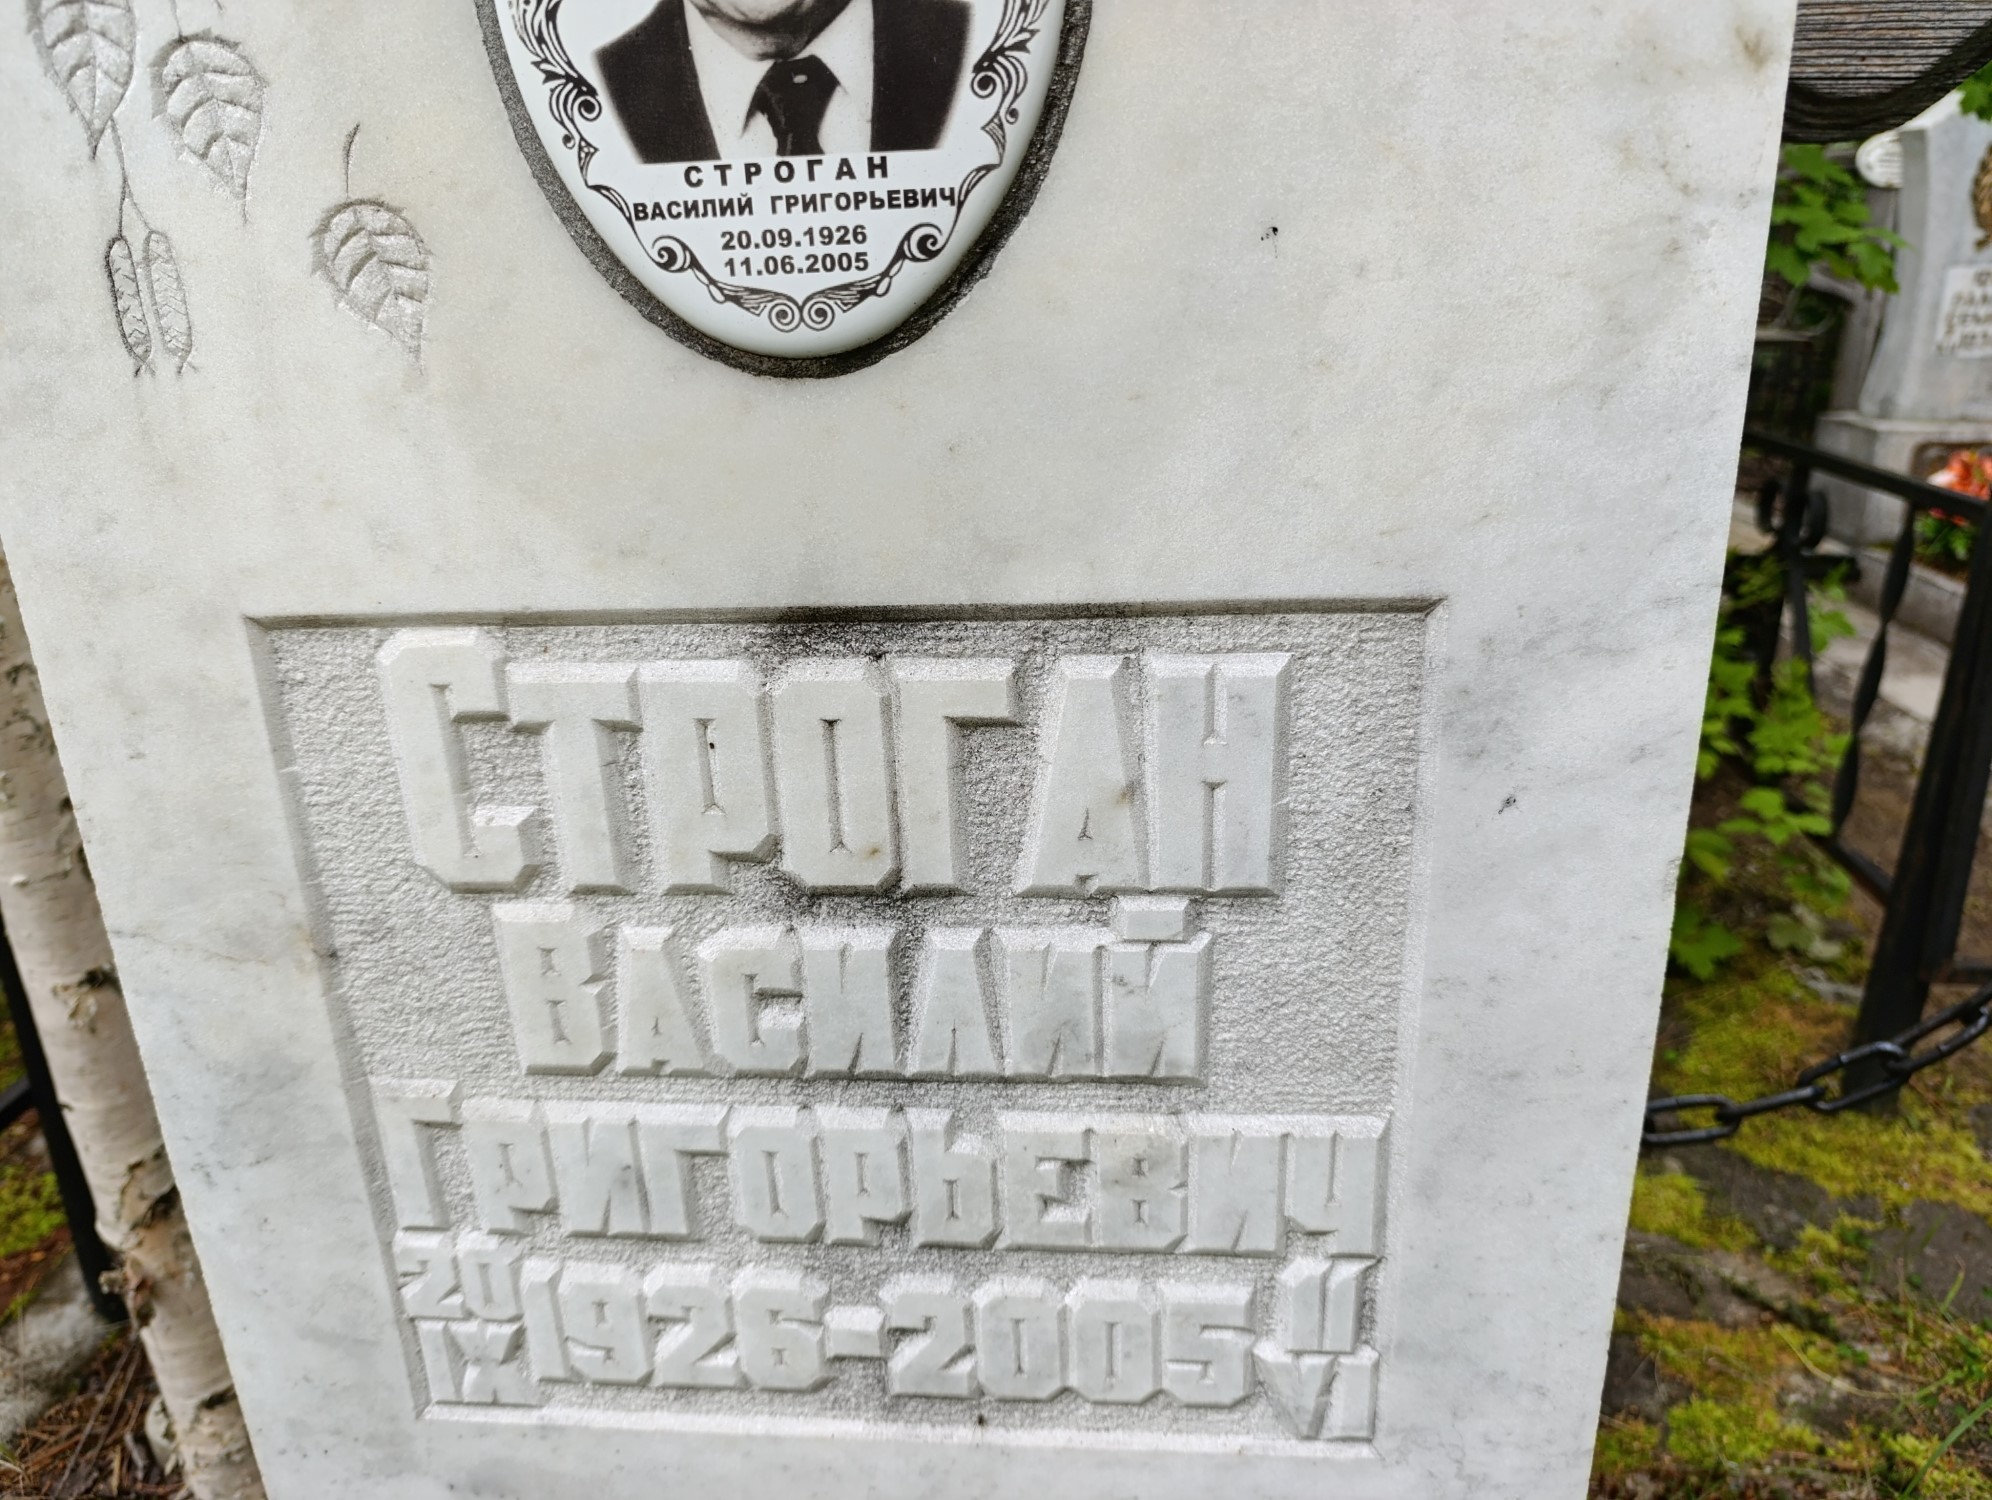 СТРОГАН
ВАСИЛИЙ ГРИГОРЬЕВИЧ
20.09.1926
11.06.2005
СТРОГАН
ВАСИЛИЙ
ГРИГОРЬЕВИЧ
20 IX 1926-2005 11 VI